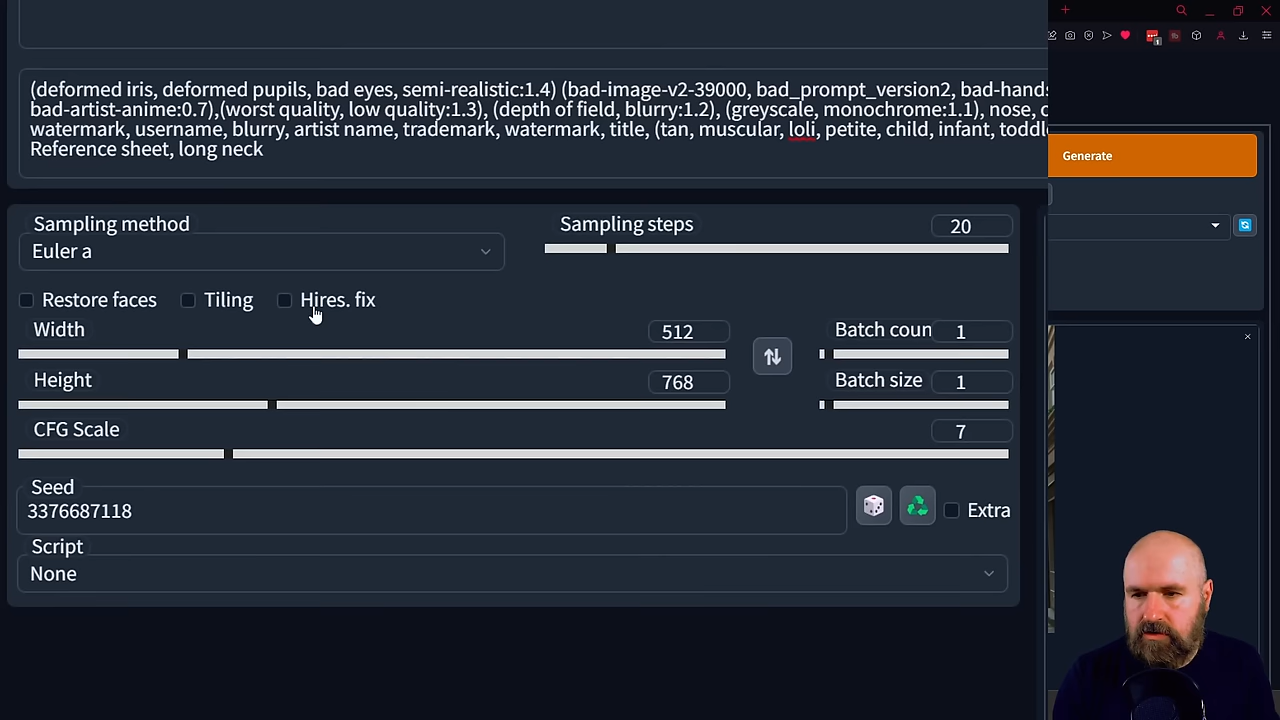 (deformed iris, deformed pupils, bad eyes, semi-realistic:1.4) (bad-image-v2-39000, bad_prompt_version2, bad-hands
bad-artist-anime:0.7),(worst quality, low quality:1.3), (depth of field, blurry:1.2), (greyscale, monochrome:1.1), nose,
watermark, username, blurry, artist name, trademark, watermark, title, (tan, muscular, loli, petite, child, infant, toddl
Reference sheet, long neck
Generate
Sampling method
Sampling steps
20
Euler a
Restore faces
Tiling
Hires. fix
Width
512
Batch coun
1
Height
768
Batch size
1
CFG Scale
7
Seed
3376687118
Extra
Script
None